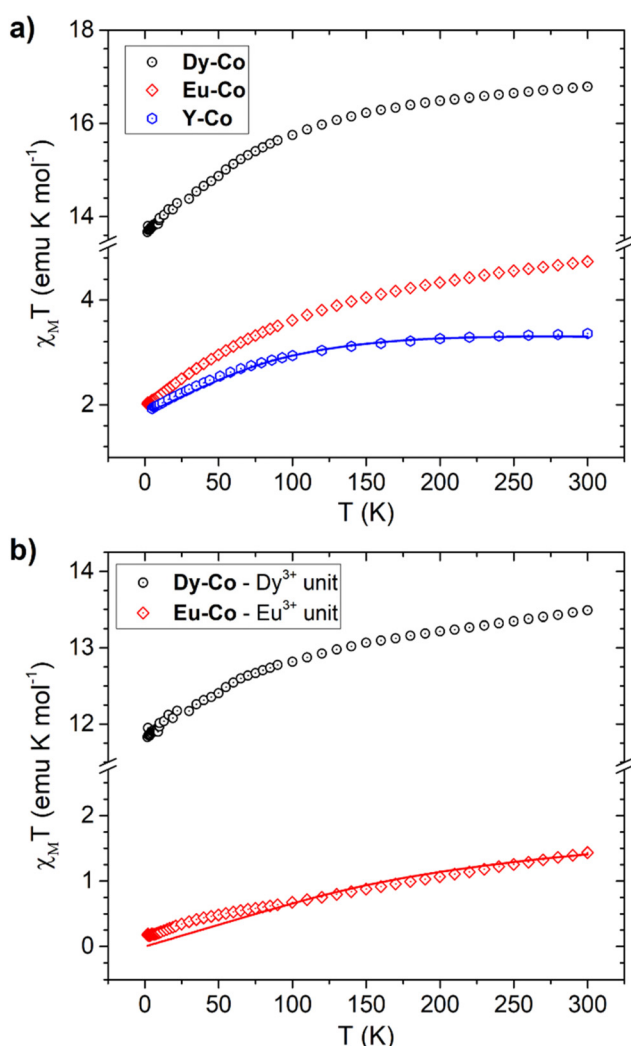 a)
18
Dy-Co
Eu-Co
Y-Co
16
14
4
2
χMT (emu K mol⁻¹)
0 50 100 150 200 250 300
T (K)
b)
14
Dy-Co - Dy³⁺ unit
Eu-Co - Eu³⁺ unit
13
12
2
1
0
χMT (emu K mol⁻¹)
0 50 100 150 200 250 300
T (K)